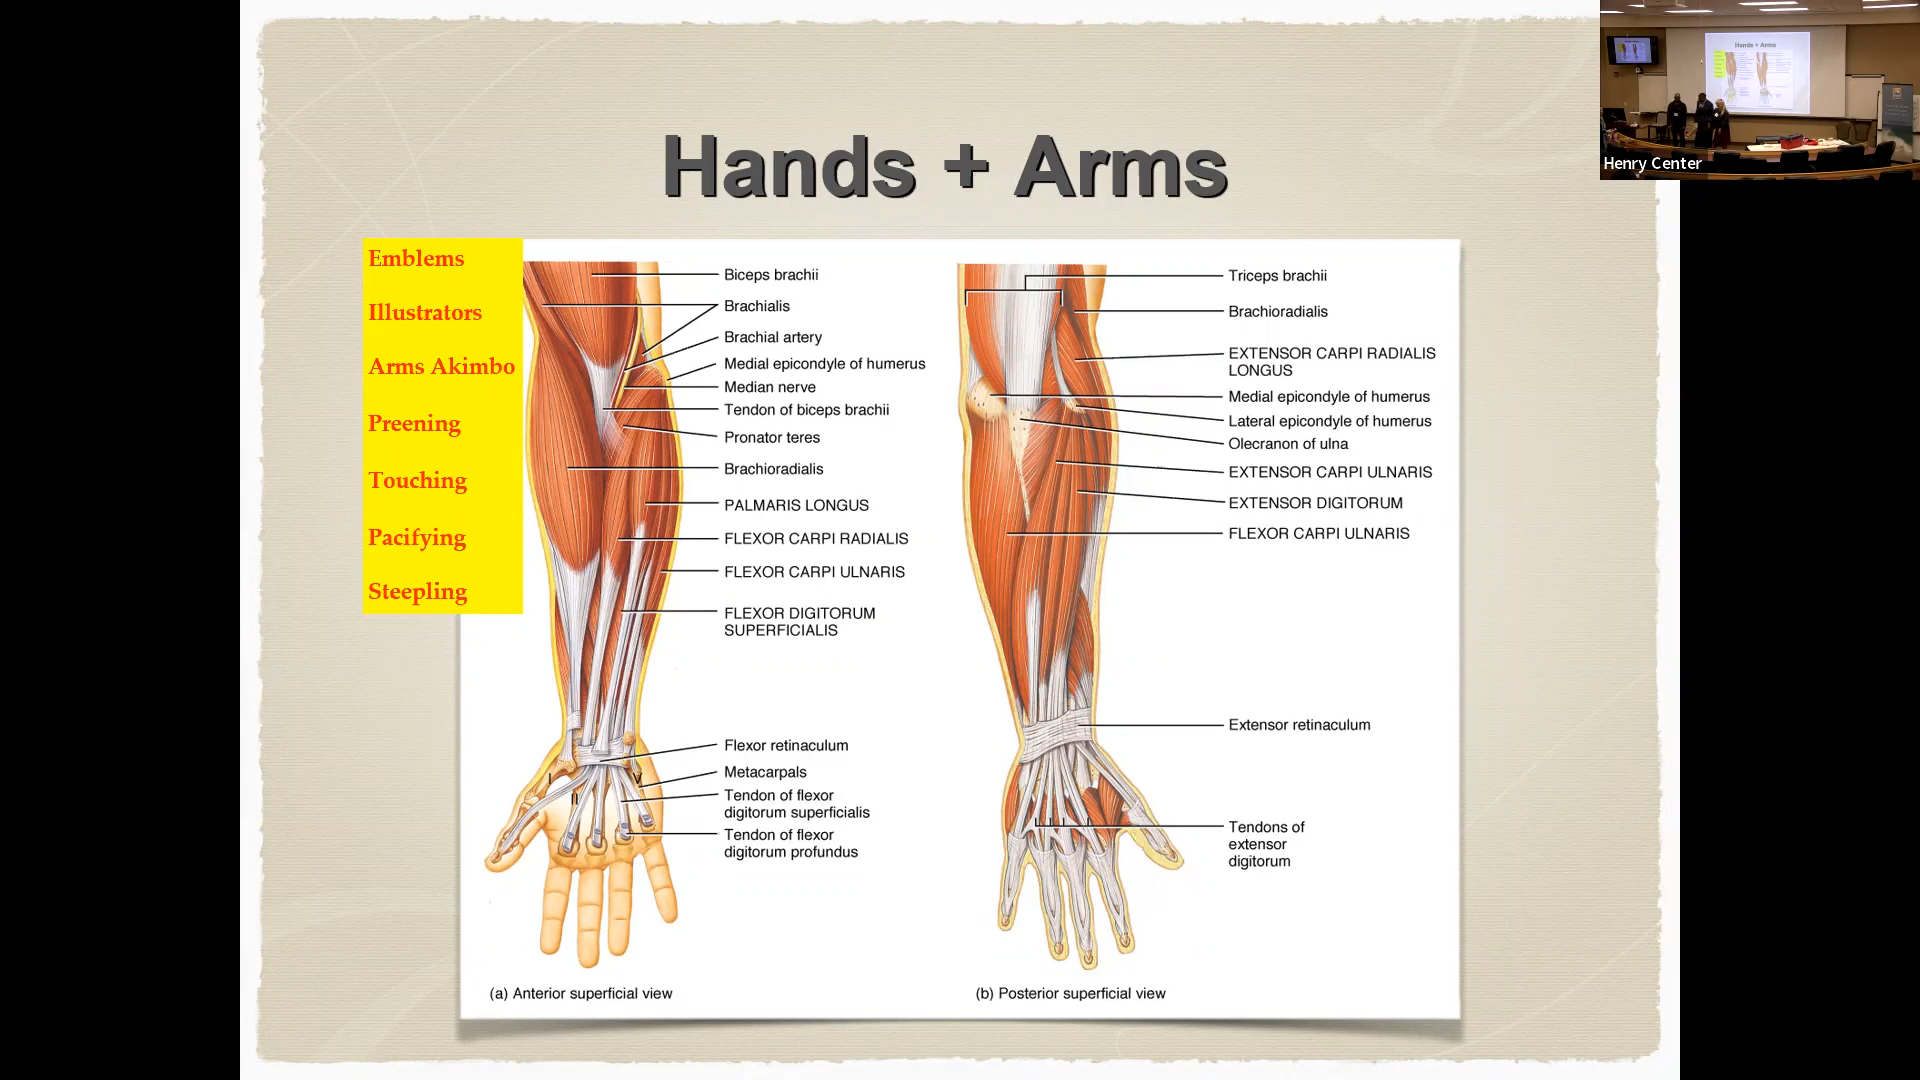 Hands + Arms
Emblems
Illustrators
Arms Akimbo
Preening
Touching
Pacifying
Steepling
Biceps brachii
Brachialis
Brachial artery
Medial epicondyle of humerus
Median nerve
Tendon of biceps brachii
Pronator teres
Brachioradialis
PALMARIS LONGUS
FLEXOR CARPI RADIALIS
FLEXOR CARPI ULNARIS
FLEXOR DIGITORUM
SUPERFICIALIS
Flexor retinaculum
Metacarpals
Tendon of flexor
digitorum superficialis
Tendon of flexor
digitorum profundus
I
II
V
(a) Anterior superficial view
Triceps brachii
Brachioradialis
EXTENSOR CARPI RADIALIS
LONGUS
Medial epicondyle of humerus
Lateral epicondyle of humerus
Olecranon of ulna
EXTENSOR CARPI ULNARIS
EXTENSOR DIGITORUM
FLEXOR CARPI ULNARIS
Extensor retinaculum
Tendons of
extensor
digitorum
(b) Posterior superficial view
Hands + Arms
Henry Center